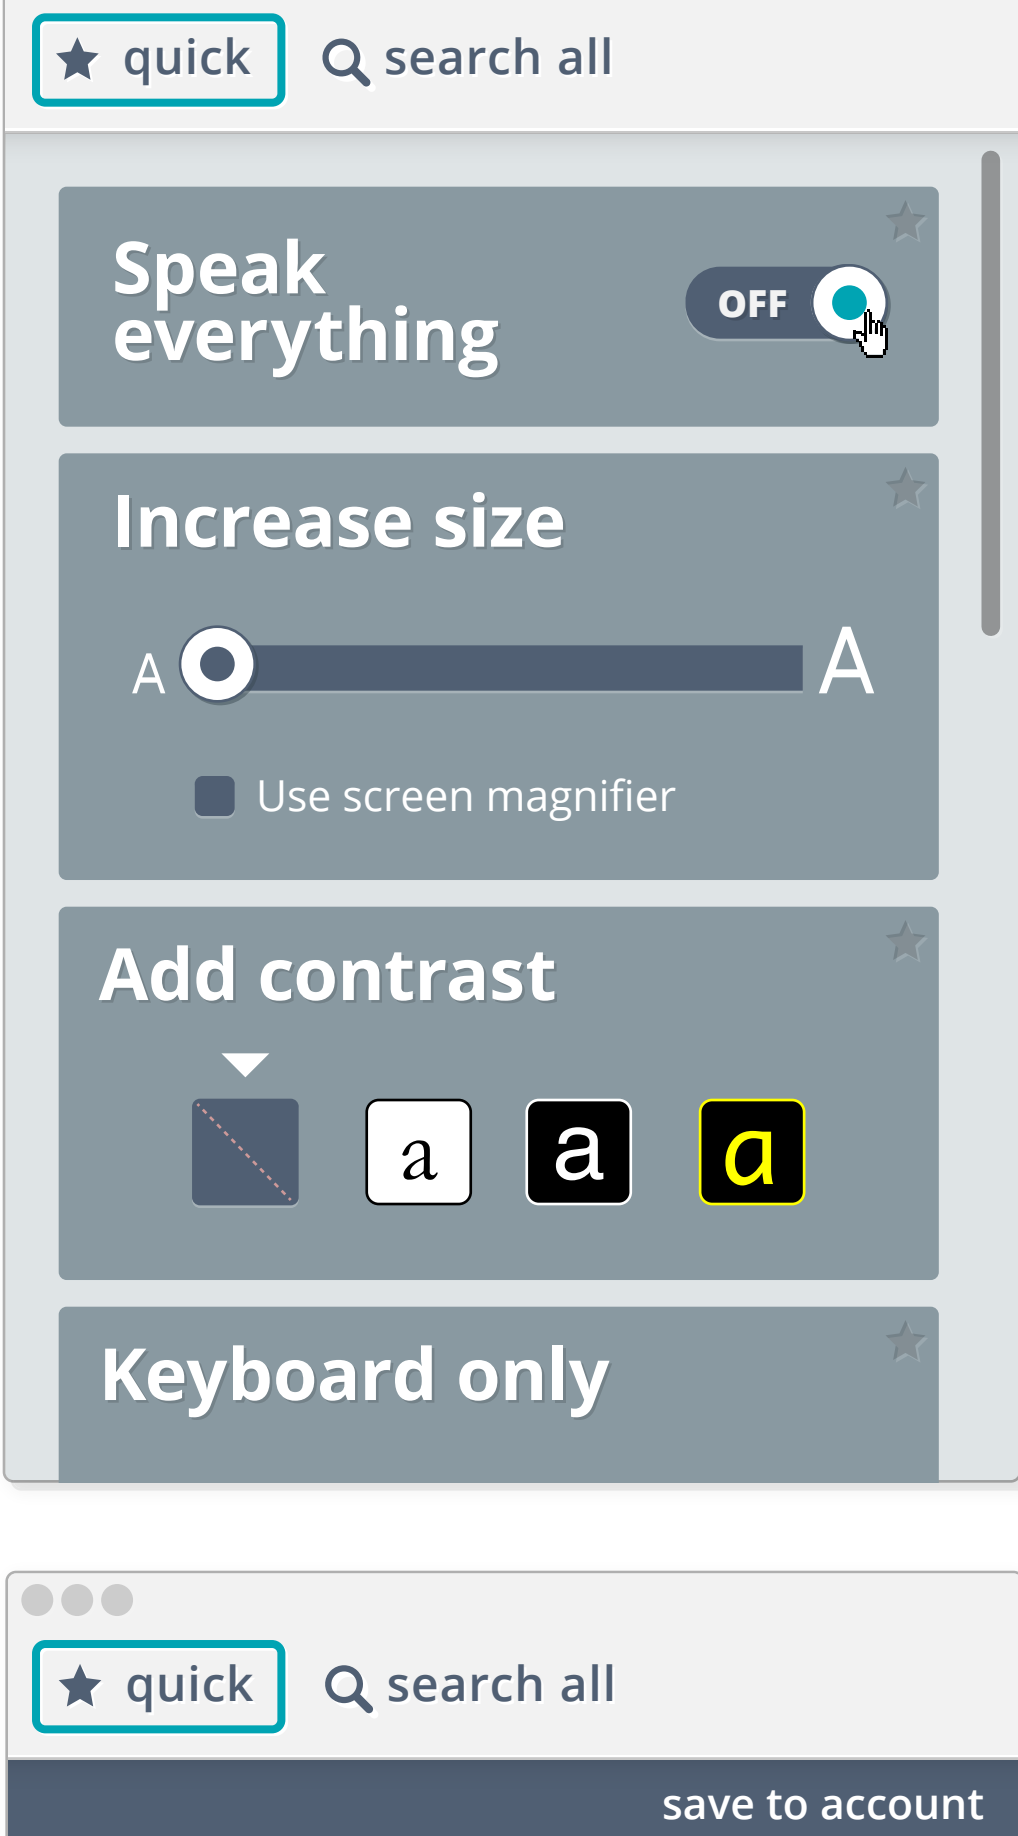 quick search all
Speak
everything
OFF
Increase size
A A
Use screen magnifier
Add contrast
a a a
Keyboard only
quick search all
save to account